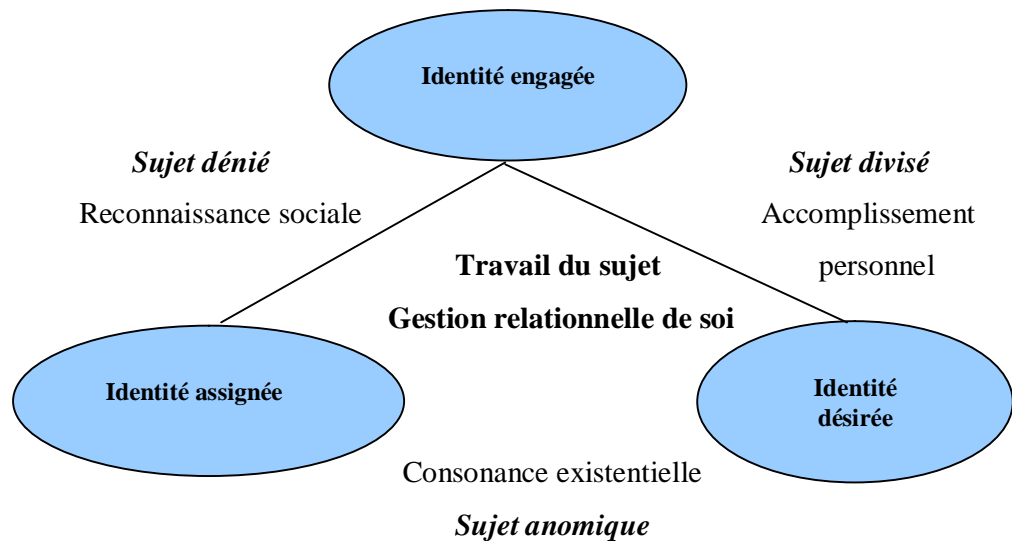 Identité engagée
Sujet dénié
Reconnaissance sociale
Sujet divisé
Accomplissement
personnel
Travail du sujet
Gestion relationnelle de soi
Identité assignée
Identité
désirée
Consonance existentielle
Sujet anomique